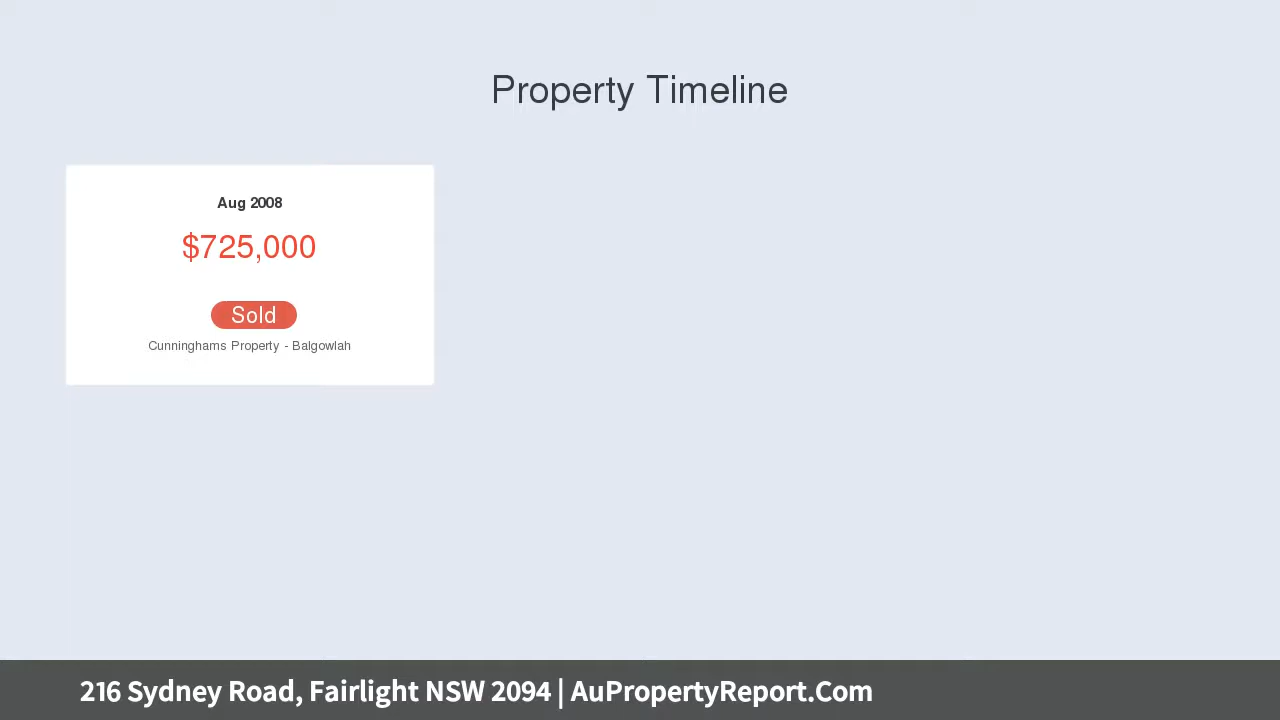 Property Timeline
Aug 2008
$725,000
Sold
Cunninghams Property - Balgowlah
216 Sydney Road, Fairlight NSW 2094 | AuPropertyReport.Com